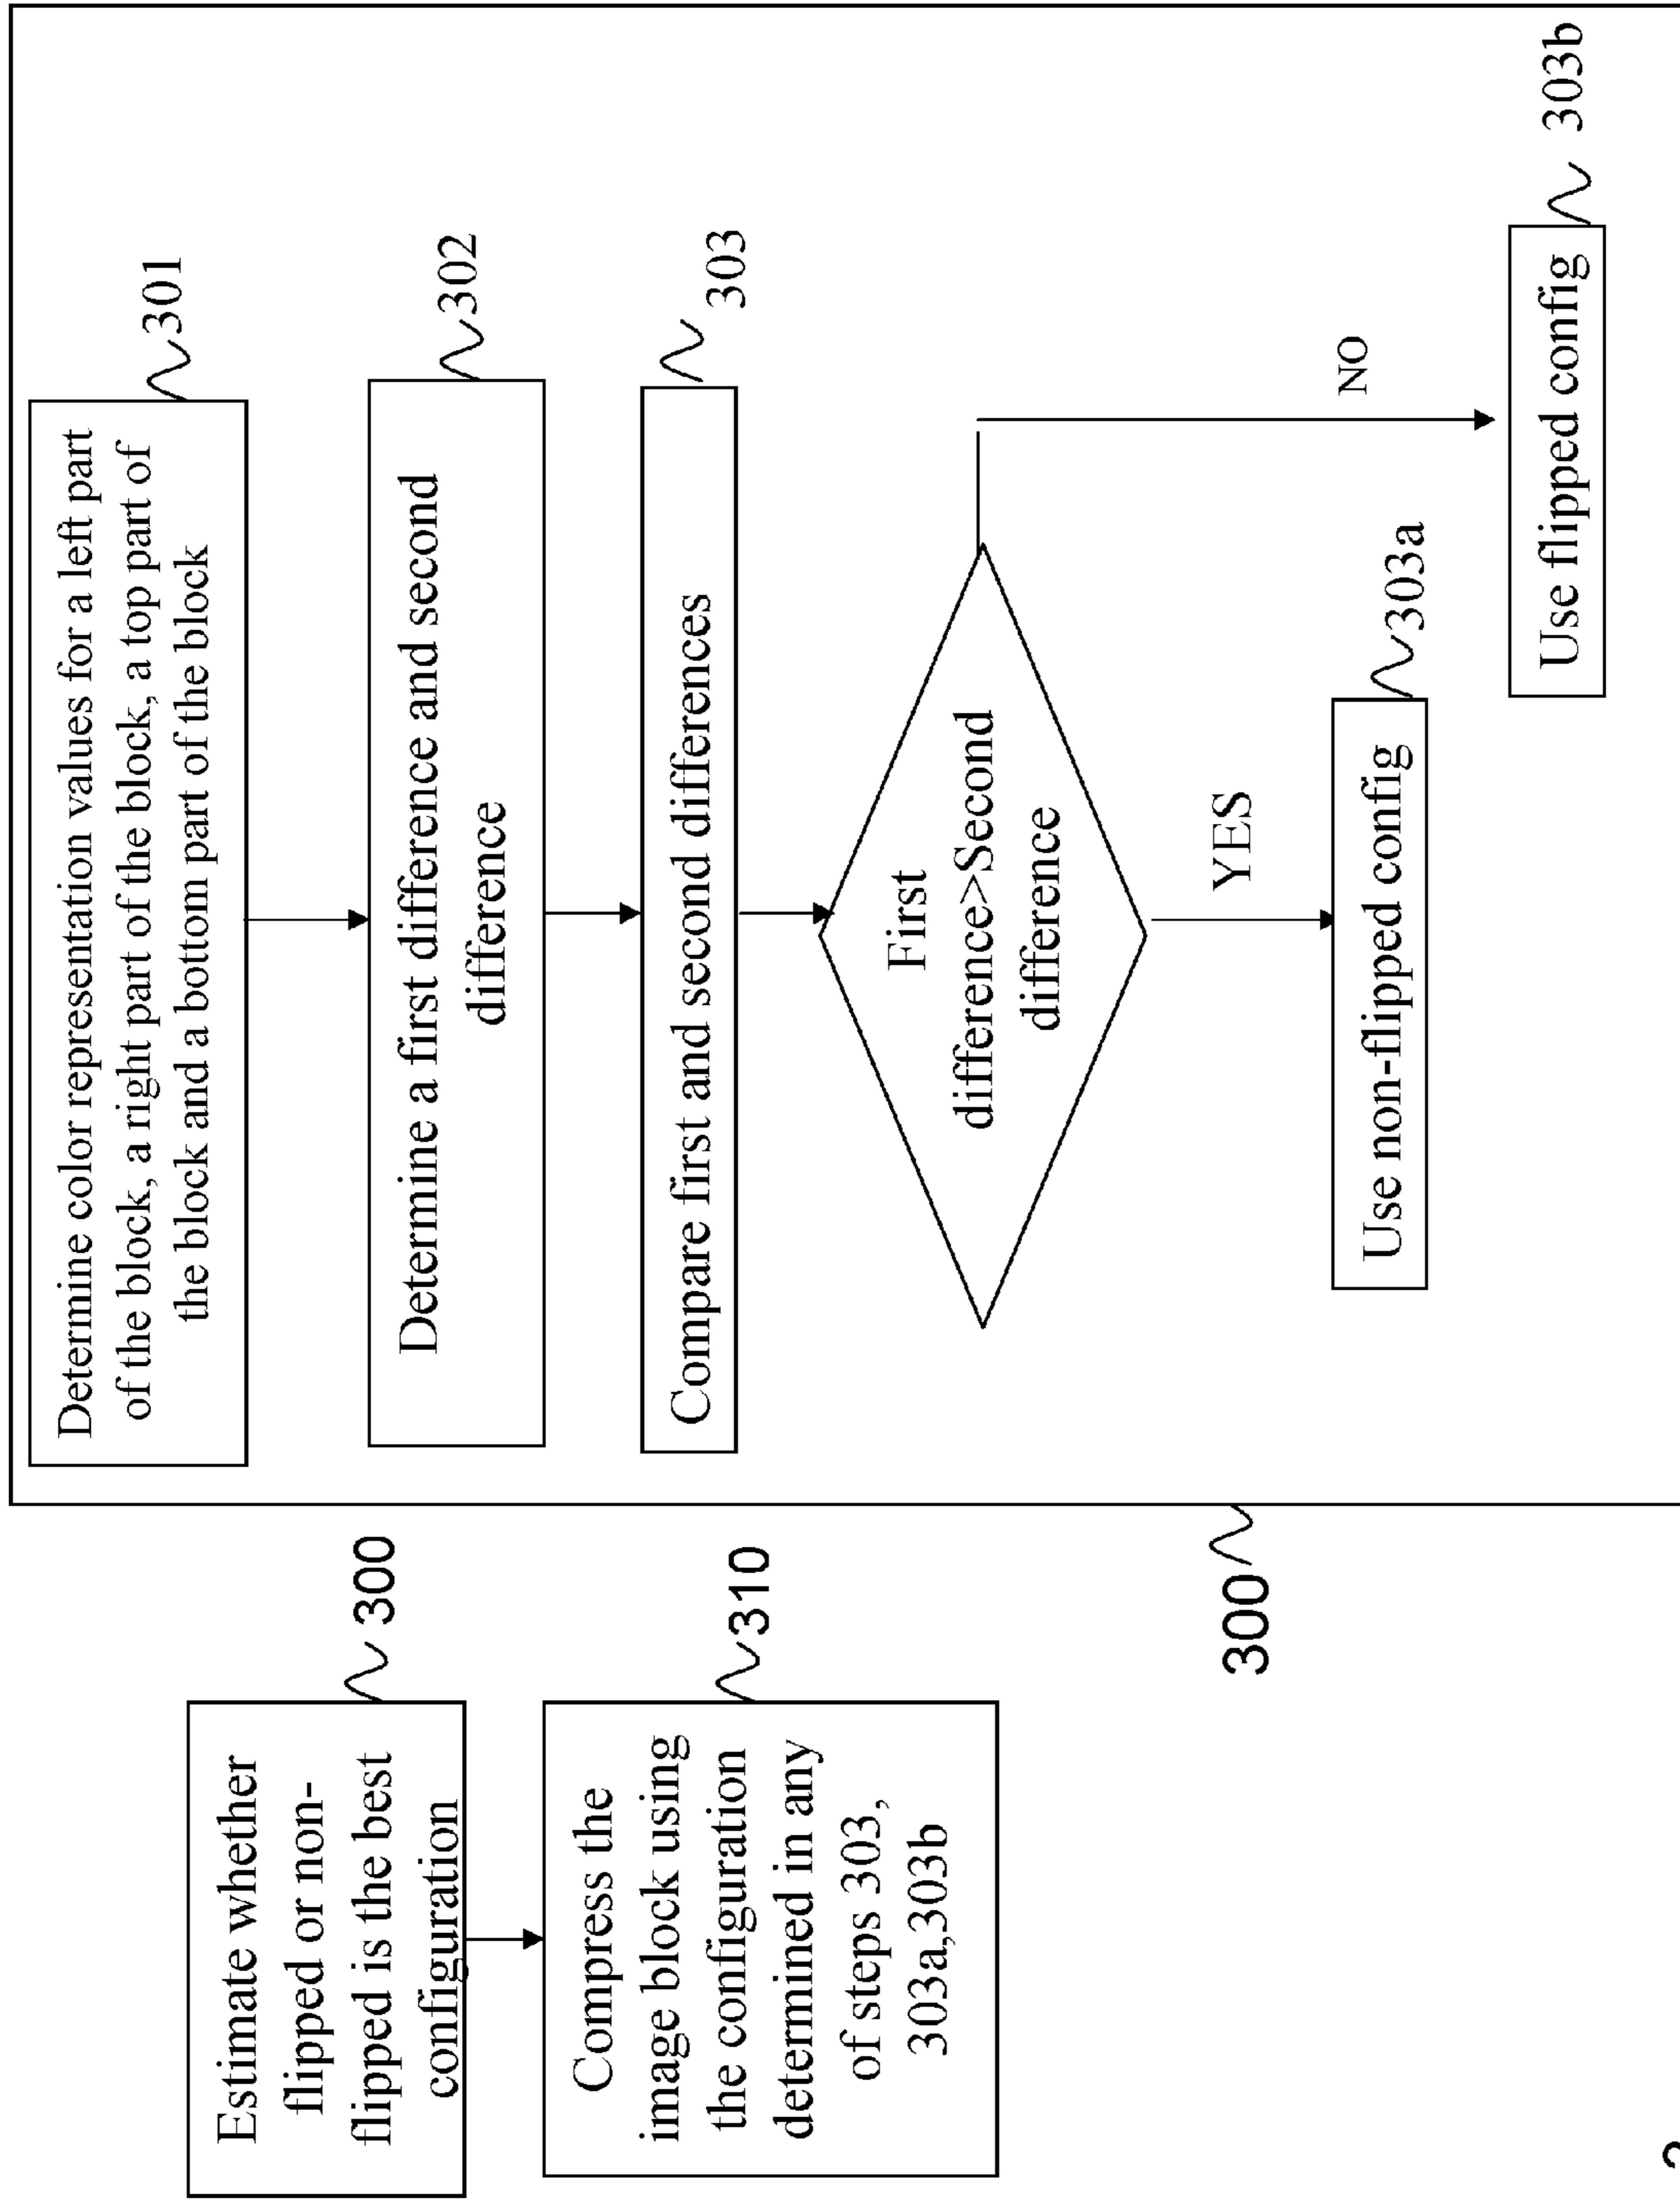 Estimate whether
flipped or non-
flipped is the best
configuration
300
Compress the
image block using
the configuration
determined in any
of steps 303,
303a,303b
310
300
Determine color representation values for a left part
of the block, a right part of the block, a top part of
the block and a bottom part of the block
301
Determine a first difference and second
difference
302
Compare first and second differences
303
First
difference>Second
difference
YES
NO
Use non-flipped config
303a
Use flipped config
303b